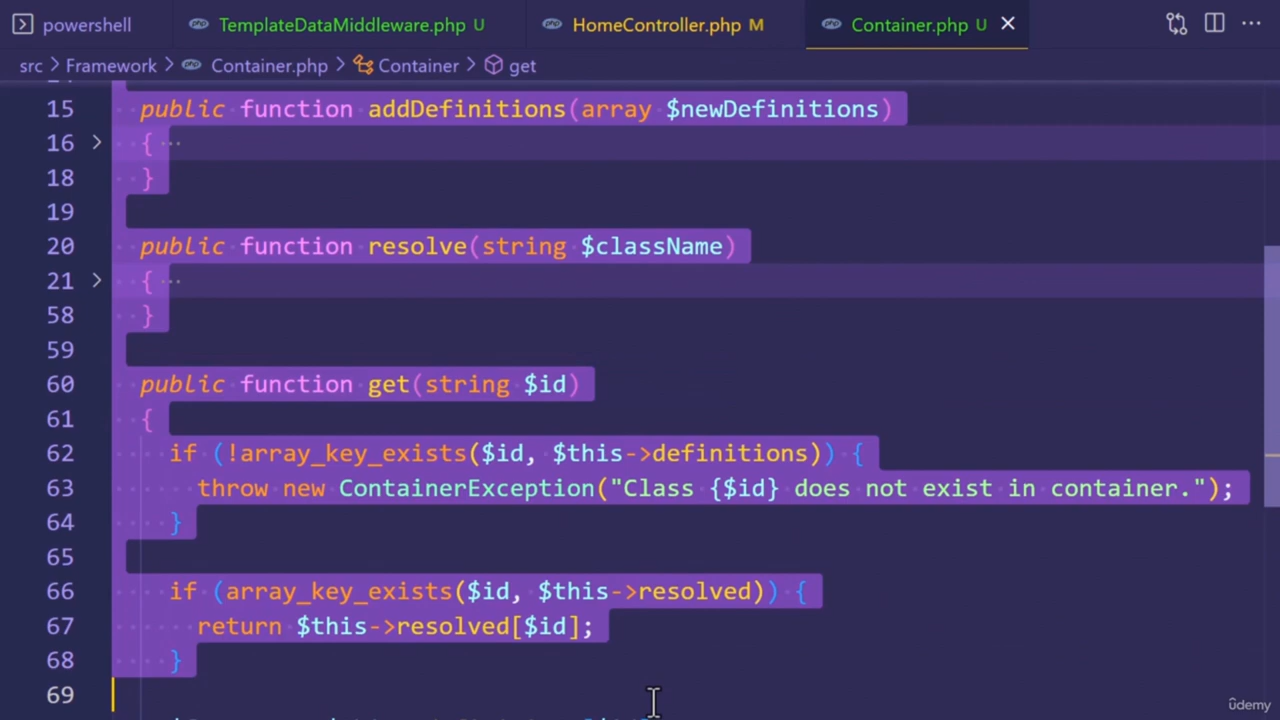 powershell TemplateDataMiddleware.php U HomeController.php M Container.php U
src > Framework > Container.php > Container > get
15 public function addDefinitions(array $newDefinitions)
16 { ···
18 }
19
20 public function resolve(string $className)
21 { ···
58 }
59
60 public function get(string $id)
61 {
62 if (!array_key_exists($id, $this->definitions)) {
63 throw new ContainerException("Class {$id} does not exist in container.");
64 }
65
66 if (array_key_exists($id, $this->resolved)) {
67 return $this->resolved[$id];
68 }
69
ûdemy